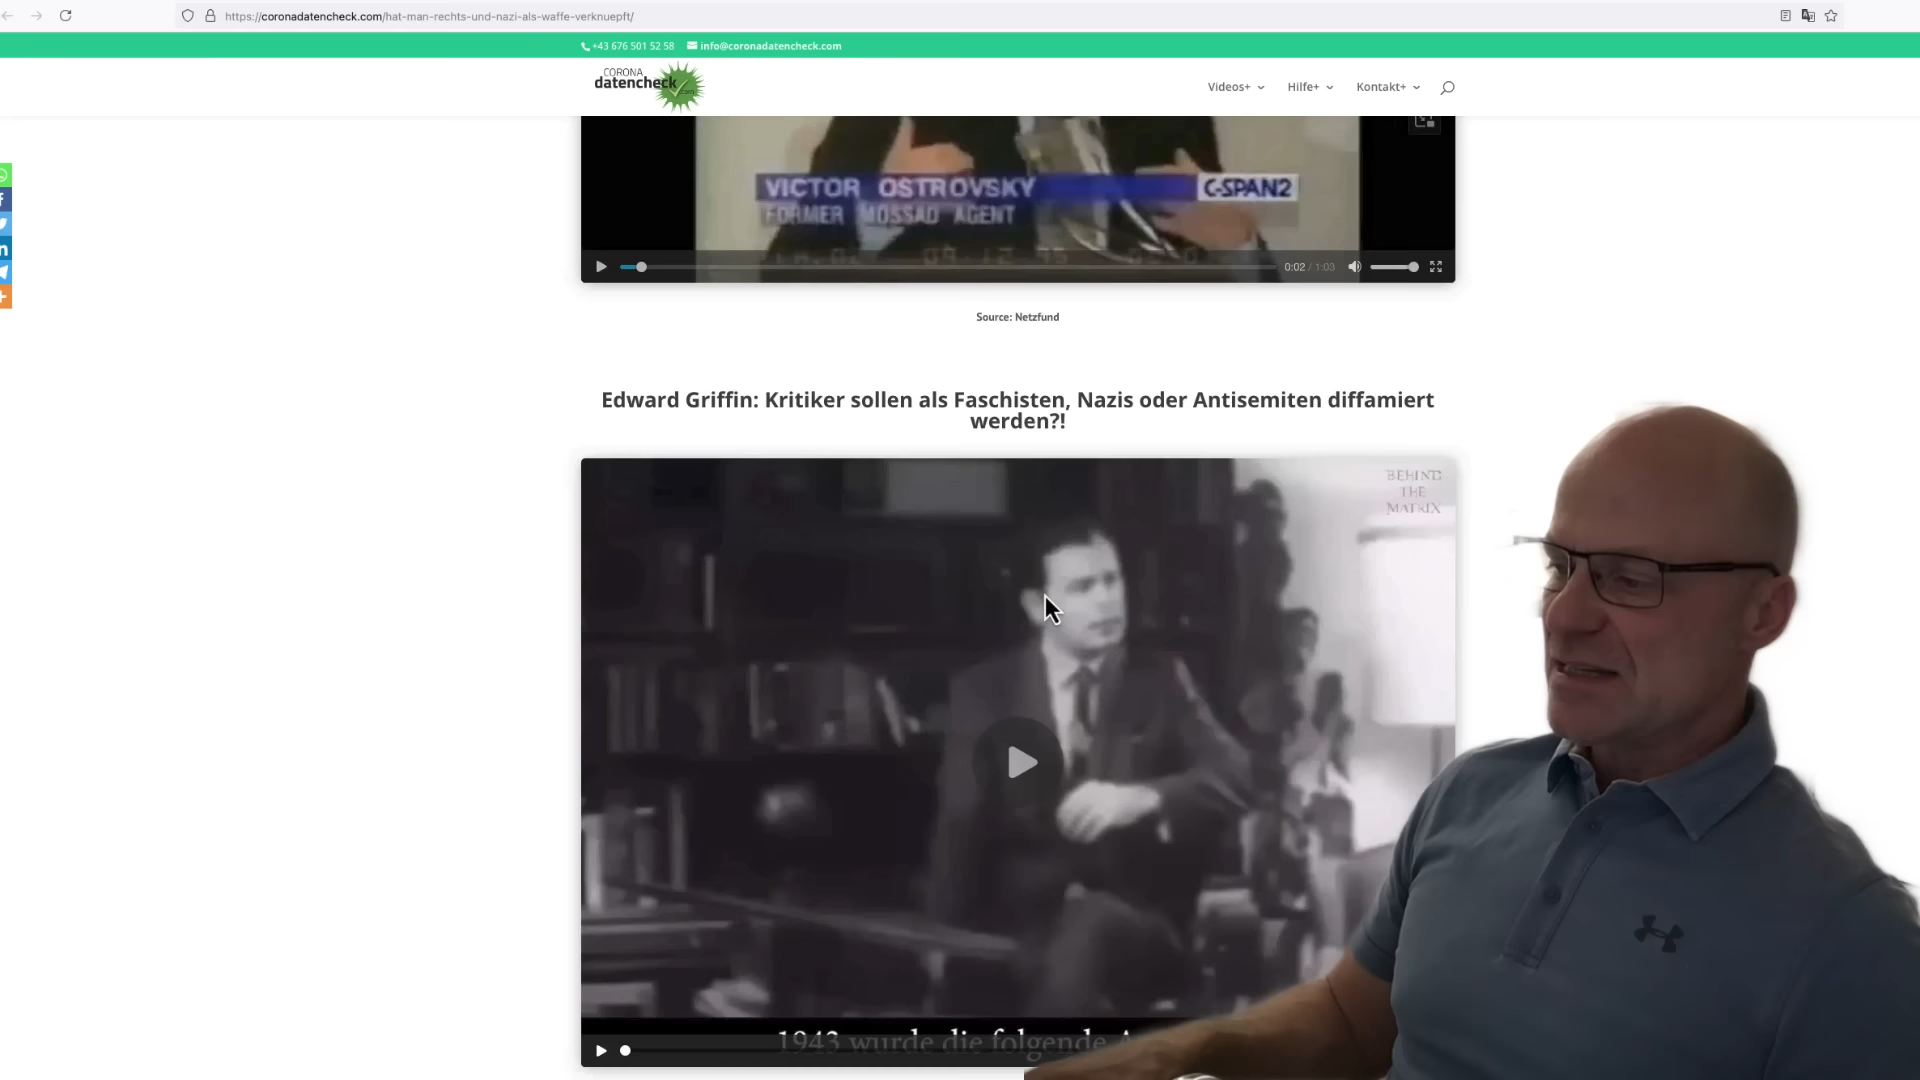 https://coronadatencheck.com/hat-man-rechts-und-nazi-als-waffe-verknuepft/
+43 676 501 52 58 info@coronadatencheck.com
CORONA
datencheck
.com
Videos+ Hilfe+ Kontakt+
VICTOR OSTROVSKY C-SPAN2
FORMER MOSSAD AGENT
0:02 / 1:03
Source: Netzfund
Edward Griffin: Kritiker sollen als Faschisten, Nazis oder Antisemiten diffamiert
werden?!
BEHIND
THE
MATRIX
1943 wurde die folgende